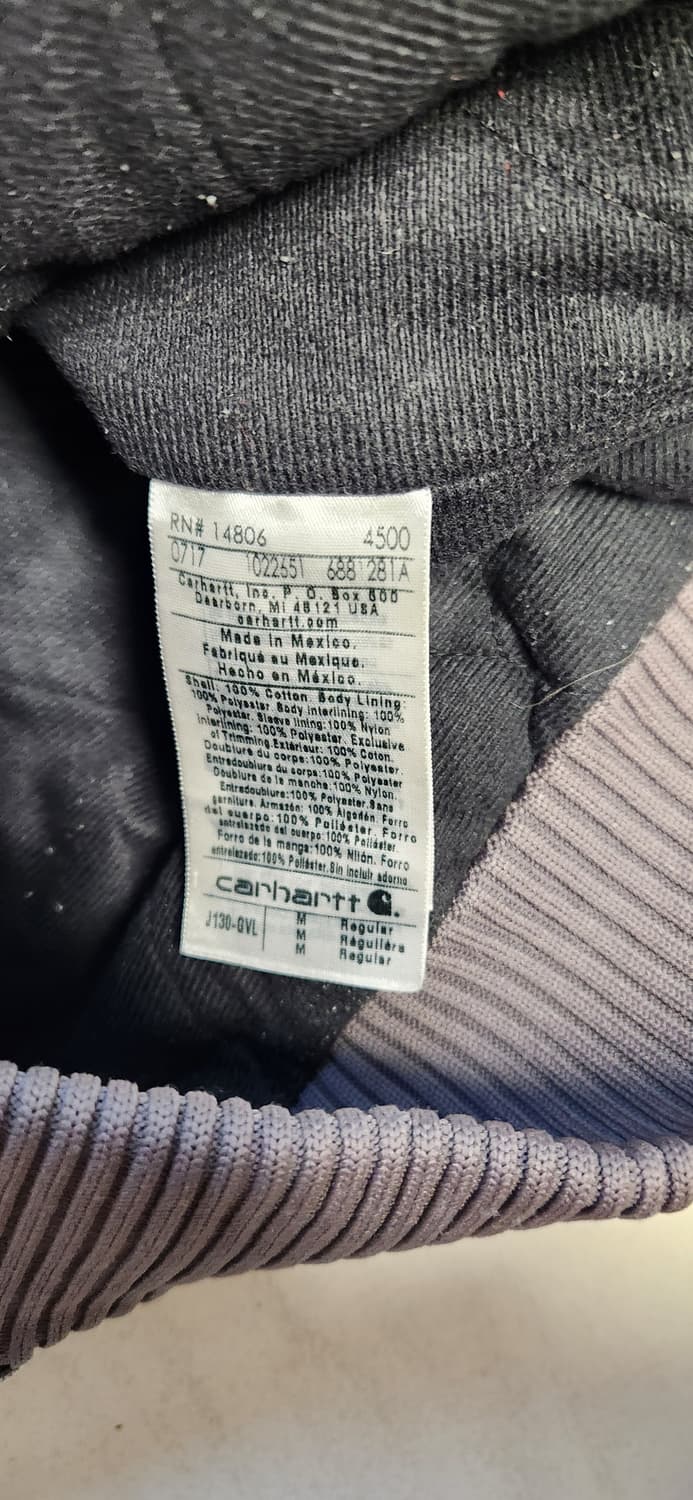 RN# 14806 4500
0717 1022651 688 281A
Carhartt, Inc. P. O. Box 600
Dearborn, MI 48121 USA
carhartt.com
Made in Mexico.
Fabriqué au Mexique.
Hecho en México.
Shell: 100% Cotton. Body Lining:
100% Polyester. Body Interlining: 100%
Polyester. Sleeve lining:100% Nylon
Interlining: 100% Polyester. Exclusive
of Trimming.Extérieur: 100% Coton.
Doublure du corps:100% Polyester.
Entredoublure du corps:100% Polyester
Doublure de la manche:100% Nylon.
Entredoublure:100% Polyester.Sans
garniture. Armazón: 100% Algodón. Forro
del cuerpo:100% Poliéster. Forro
entrelazado del cuerpo:100% Poliéster.
Forro de la manga:100% Nilón. Forro
entrelazado:100% Poliéster.Sin incluir adorno
carhartt
J130-GVL M Regular
M Régulière
M Regular